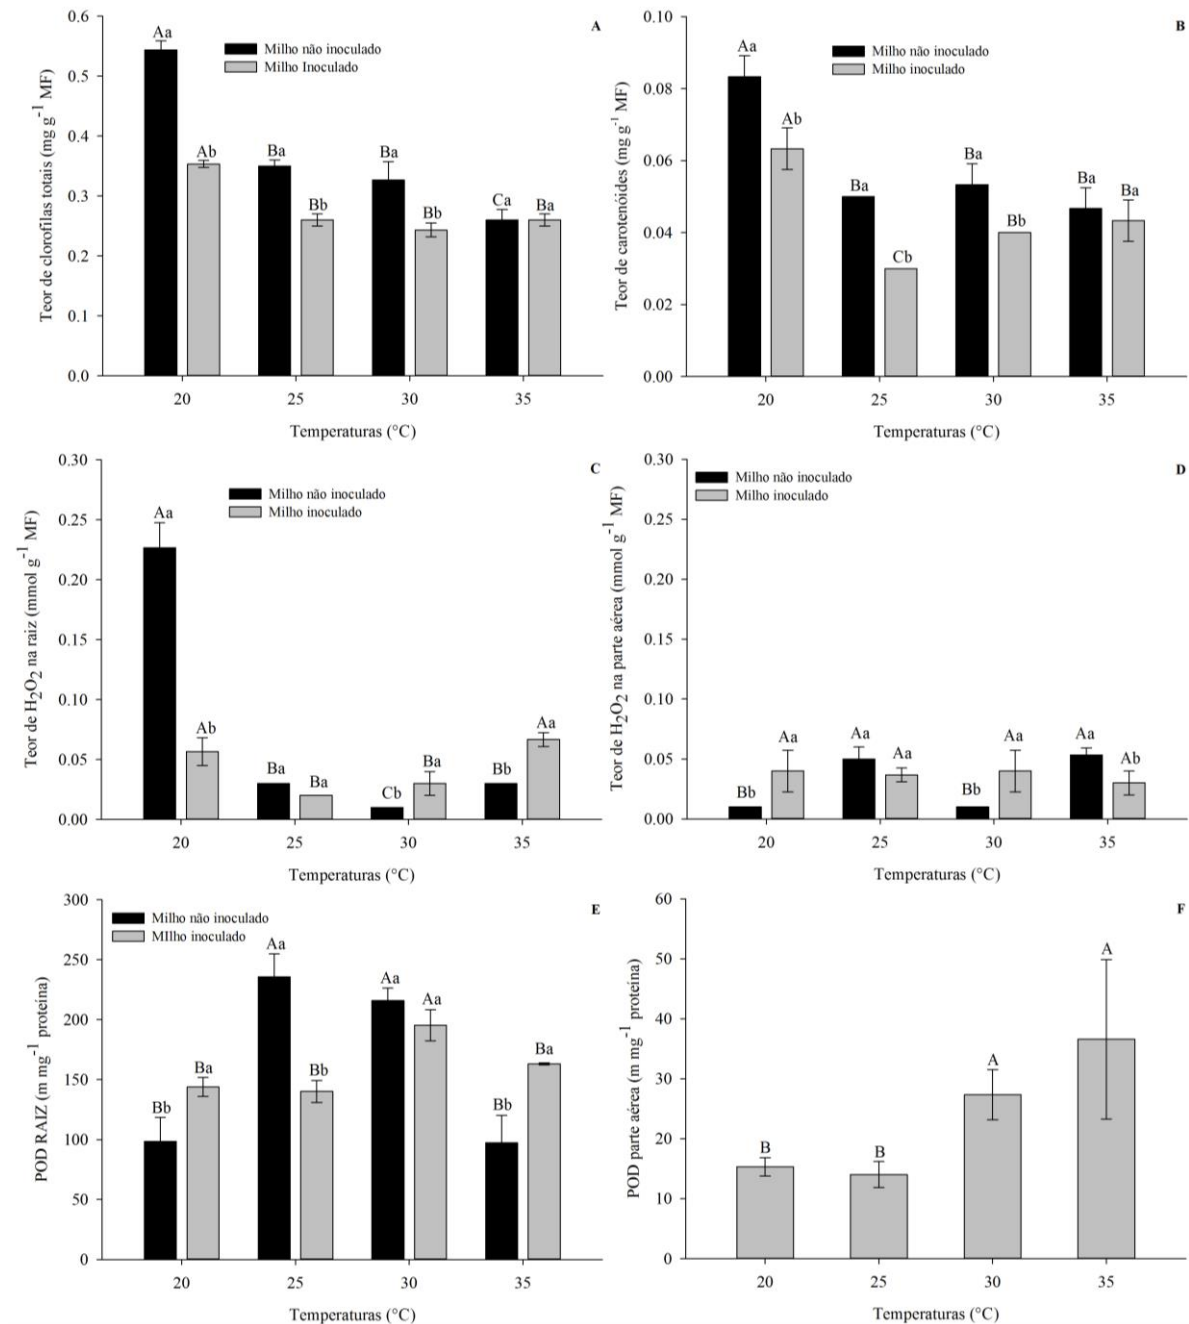 A
Teor de clorofilas totais (mg g-1 MF)
0.6
0.5
0.4
0.3
0.2
0.1
0.0
Milho não inoculado
Milho Inoculado
Aa
Ab
Ba
Bb
Ba
Bb
Ca
Ba
20
25
30
35
Temperaturas (°C)
B
Teor de carotenóides (mg g-1 MF)
0.10
0.08
0.06
0.04
0.02
0.00
Milho não inoculado
Milho inoculado
Aa
Ab
Ba
Cb
Ba
Bb
Ba
Ba
20
25
30
35
Temperaturas (°C)
C
Teor de H2O2 na raiz (mmol g-1 MF)
0.30
0.25
0.20
0.15
0.10
0.05
0.00
Milho não inoculado
Milho inoculado
Aa
Ab
Ba
Ba
Cb
Ba
Bb
Aa
20
25
30
35
Temperaturas (°C)
D
Teor de H2O2 na parte aérea (mmol g-1 MF)
0.30
0.25
0.20
0.15
0.10
0.05
0.00
Milho não inoculado
Milho inoculado
Bb
Aa
Aa
Aa
Bb
Aa
Aa
Ab
20
25
30
35
Temperaturas (°C)
E
POD RAIZ (m mg-1 proteína)
300
250
200
150
100
50
0
Milho não inoculado
MIlho inoculado
Bb
Ba
Aa
Bb
Aa
Aa
Bb
Ba
20
25
30
35
Temperaturas (°C)
F
POD parte aérea (m mg-1 proteína)
60
50
40
30
20
10
0
B
B
A
A
20
25
30
35
Temperaturas (°C)